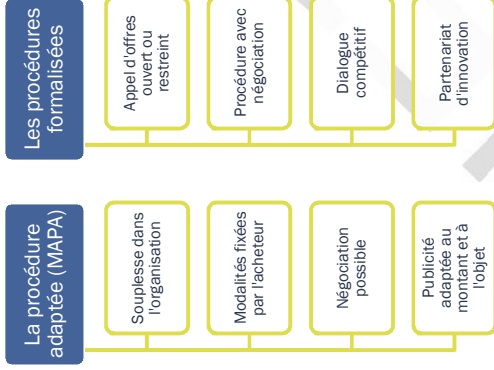 La procédure
adaptée (MAPA)
Souplesse dans
l'organisation
Modalités fixées
par l'acheteur
Négociation
possible
Publicité
adaptée au
montant et à
l'objet
Les procédures
formalisées
Appel d'offres
ouvert ou
restreint
Procédure avec
négociation
Dialogue
compétitif
Partenariat
d'innovation